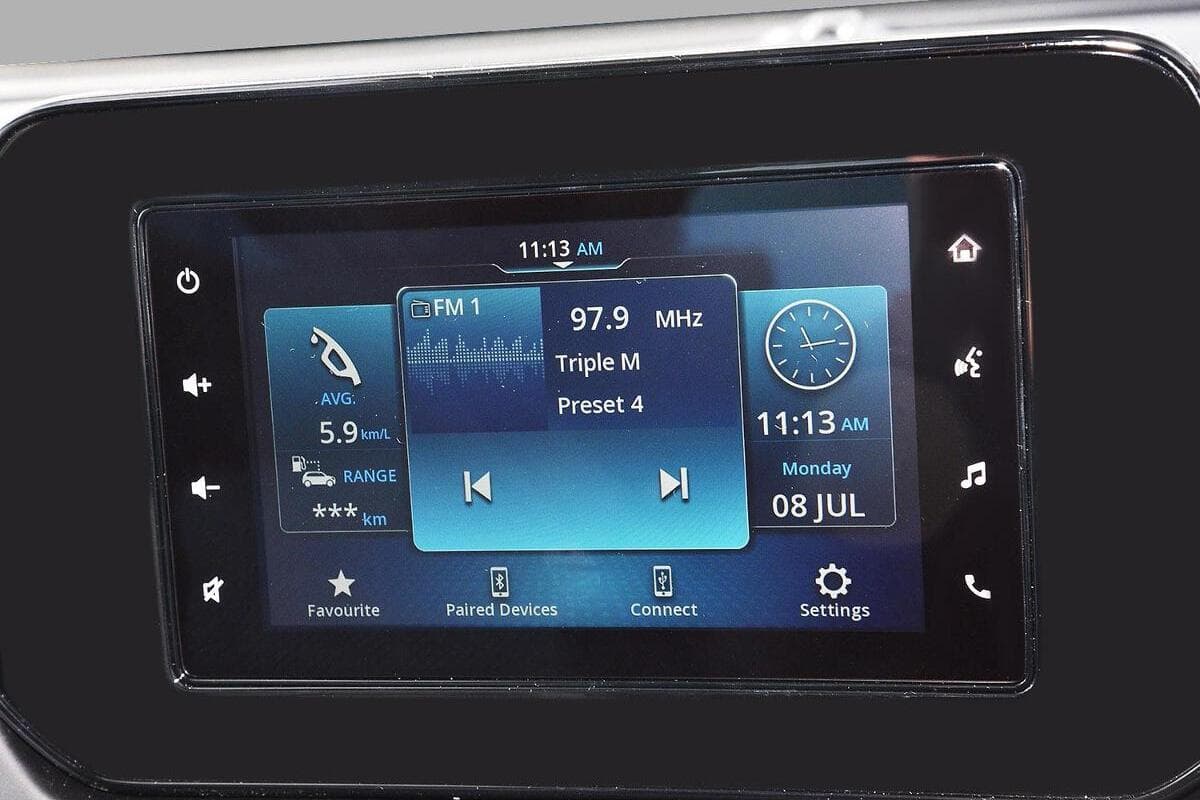 11:13 AM
FM 1
97.9 MHz
Triple M
Preset 4
AVG.
5.9 km/L
RANGE
*** km
11:13 AM
Monday
08 JUL
Favourite
Paired Devices
Connect
Settings